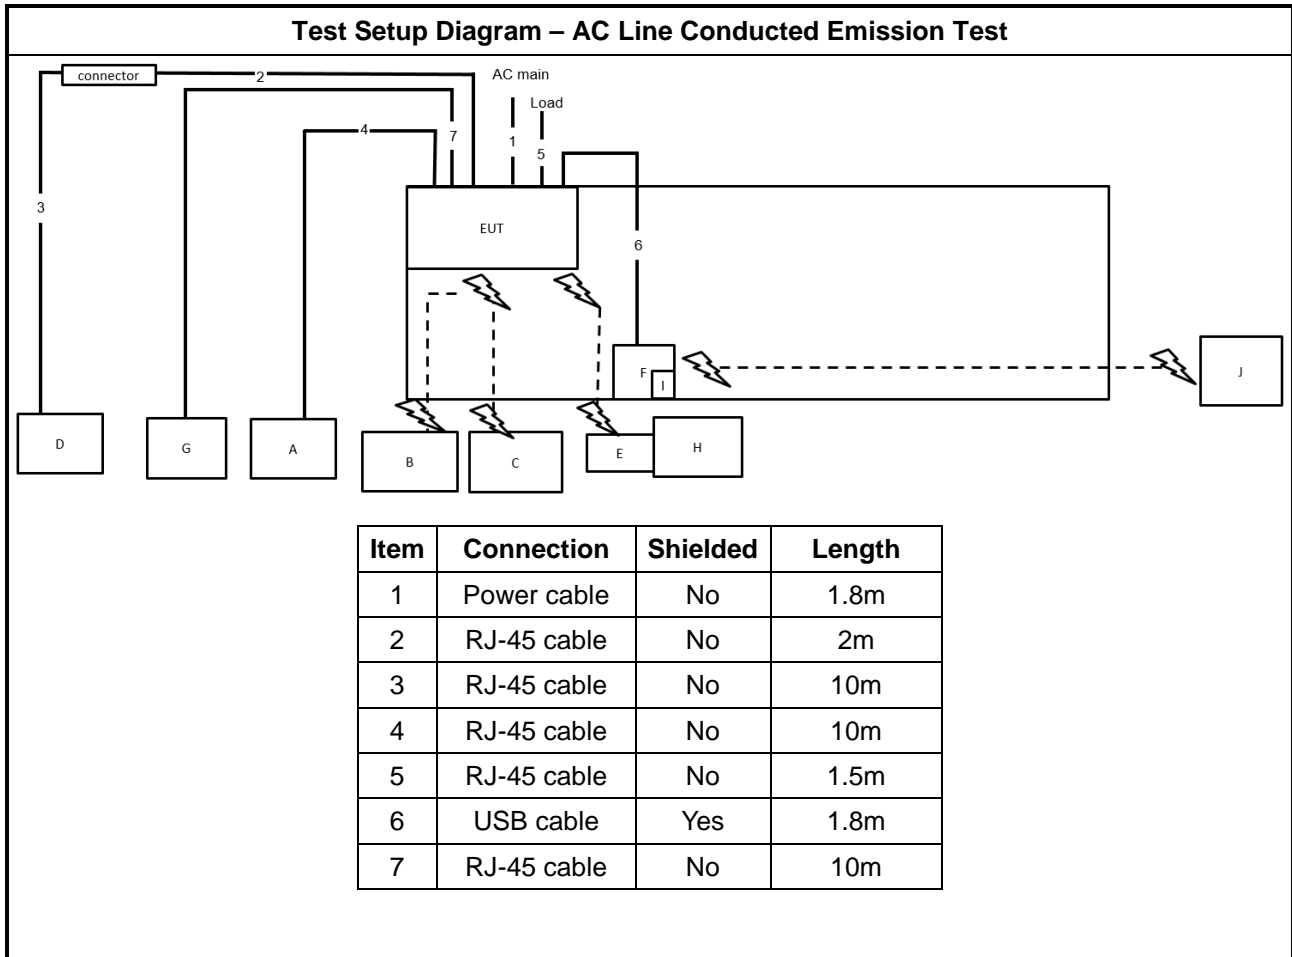 Test Setup Diagram – AC Line Conducted Emission Test
connector
2
AC main
Load
4
7
1
5
3
EUT
6
F
I
J
D
G
A
B
C
E
H
Item Connection Shielded Length
1 Power cable No 1.8m
2 RJ-45 cable No 2m
3 RJ-45 cable No 10m
4 RJ-45 cable No 10m
5 RJ-45 cable No 1.5m
6 USB cable Yes 1.8m
7 RJ-45 cable No 10m